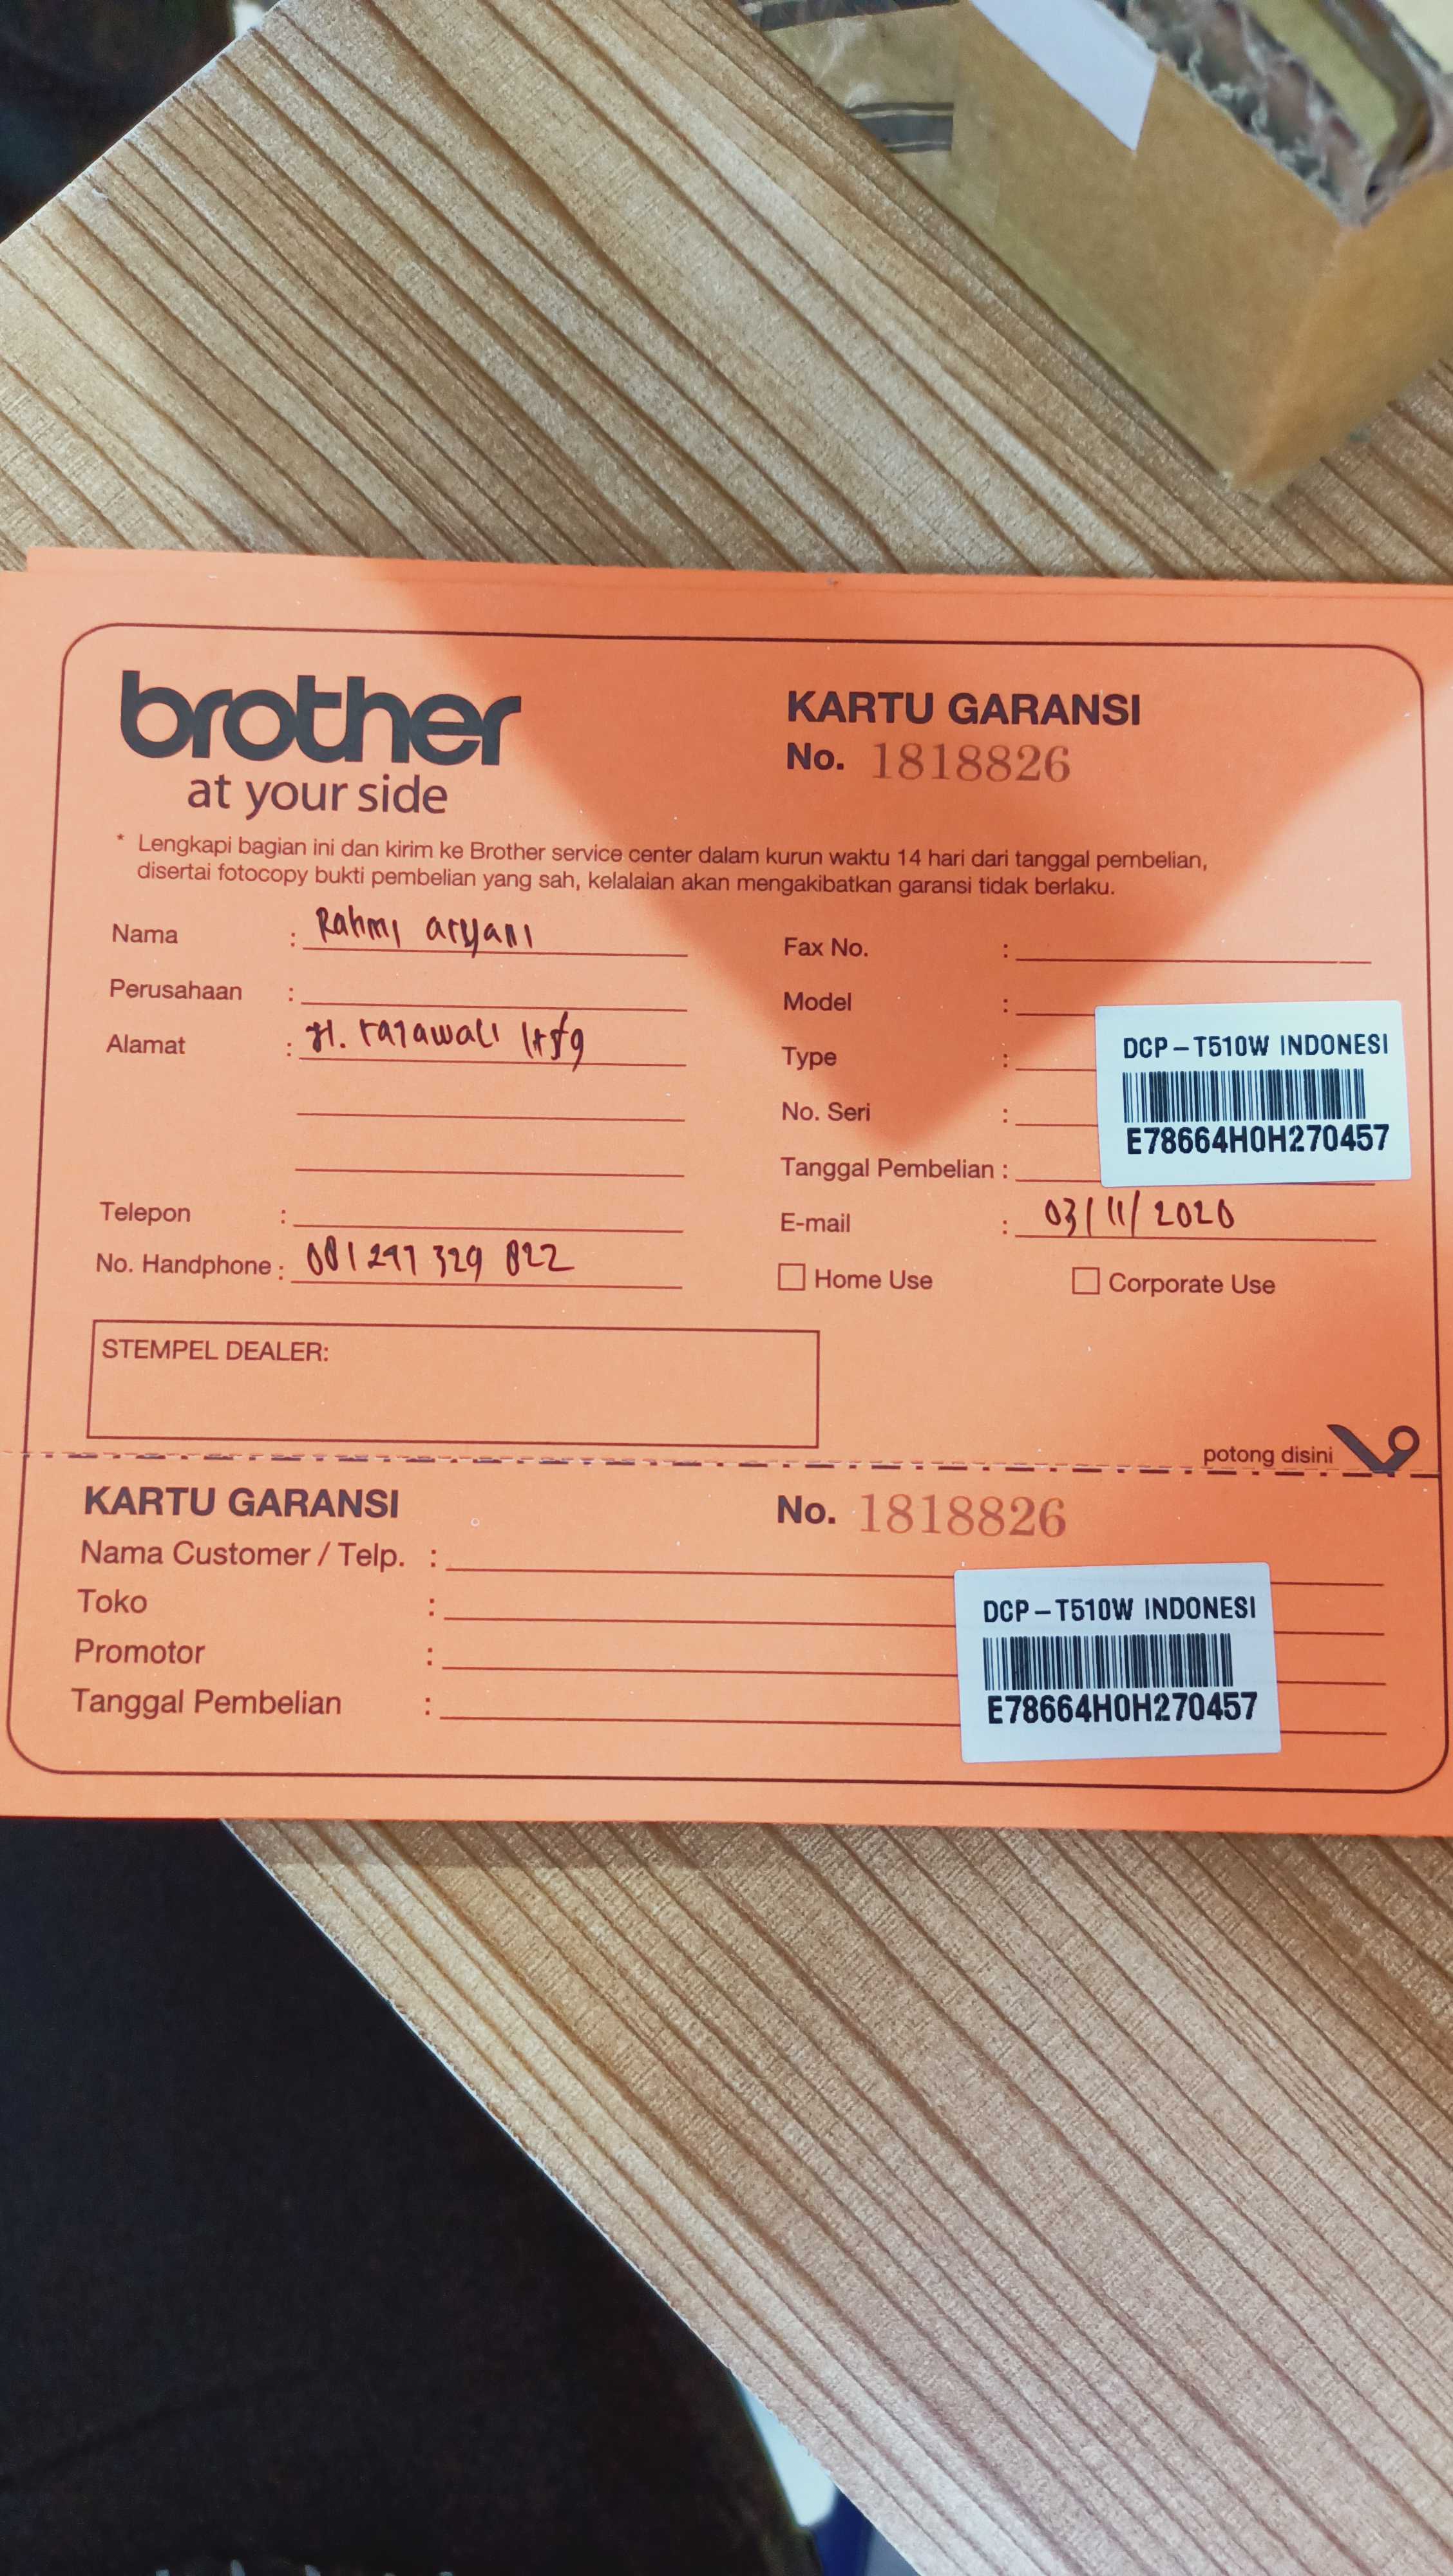 brother
at your side
KARTU GARANSI
No. 1818826
* Lengkapi bagian ini dan kirim ke Brother service center dalam kurun waktu 14 hari dari tanggal pembelian,
disertai fotocopy bukti pembelian yang sah, kelalaian akan mengakibatkan garansi tidak berlaku.
Nama : Rahmi aryani
Perusahaan :
Alamat : Jl. rajawali
Telepon :
No. Handphone : 081297 329 822
Fax No. :
Model :
Type :
No. Seri :
Tanggal Pembelian :
DCP-T510W INDONESI
E78664H0H270457
E-mail : 03/11/2020
Home Use Corporate Use
STEMPEL DEALER:
potong disini
KARTU GARANSI No. 1818826
Nama Customer / Telp. :
Toko :
Promotor :
Tanggal Pembelian :
DCP-T510W INDONESI
E78664H0H270457